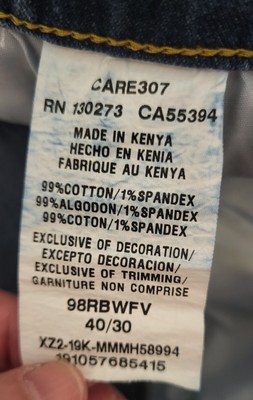 CARE307
RN 130273 CA55394
MADE IN KENYA
HECHO EN KENIA
FABRIQUE AU KENYA
99%COTTON/1%SPANDEX
99%ALGODON/1%SPANDEX
99%COTON/1%SPANDEX
EXCLUSIVE OF DECORATION/
EXCEPTO DECORACION/
EXCLUSIVE OF TRIMMING/
GARNITURE NON COMPRISE
98RBWFV
40/30
XZ2-19K-MMMH58994
191057685415